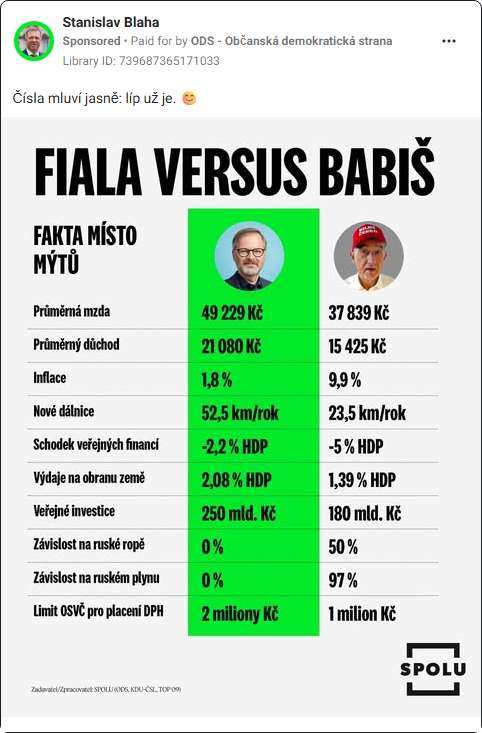 Stanislav Blaha
Sponsored • Paid for by ODS - Občanská demokratická strana
Library ID: 739687365171033
Čísla mluví jasně: líp už je. 😊
FIALA VERSUS BABIŠ
FAKTA MÍSTO
MÝTŮ
Průměrná mzda 49 229 Kč 37 839 Kč
Průměrný důchod 21 080 Kč 15 425 Kč
Inflace 1,8 % 9,9 %
Nové dálnice 52,5 km/rok 23,5 km/rok
Schodek veřejných financí -2,2 % HDP -5 % HDP
Výdaje na obranu země 2,08 % HDP 1,39 % HDP
Veřejné investice 250 mld. Kč 180 mld. Kč
Závislost na ruské ropě 0 % 50 %
Závislost na ruském plynu 0 % 97 %
Limit OSVČ pro placení DPH 2 miliony Kč 1 milion Kč
SPOLU
Zadavatel/Zpracovatel: SPOLU (ODS, KDU-ČSL, TOP 09)